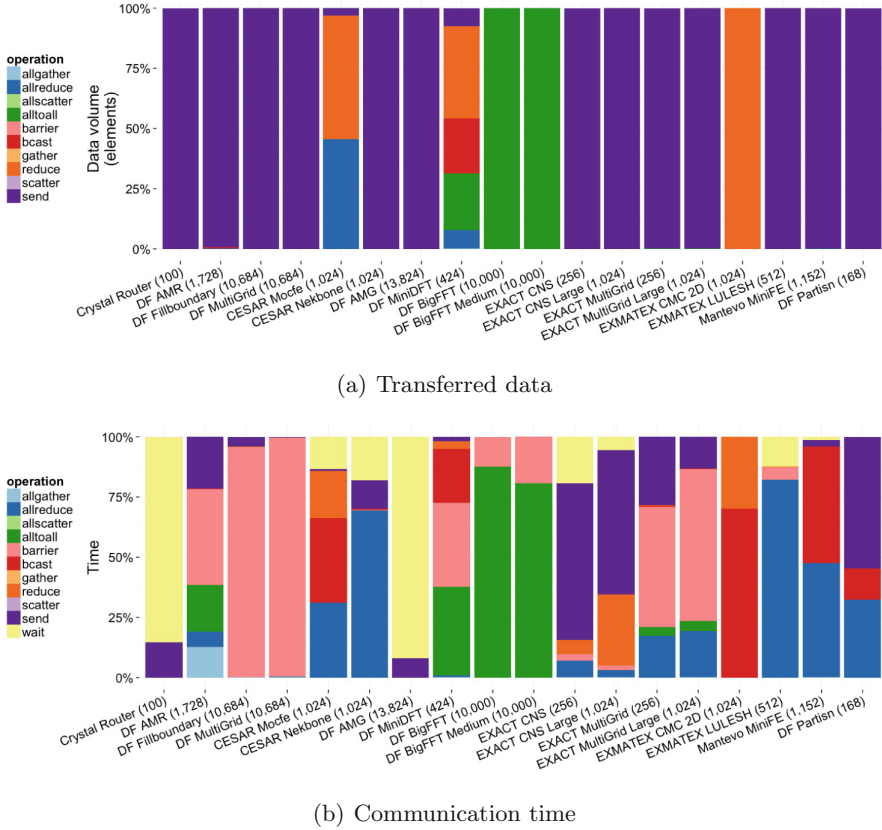 100%
75%
50%
25%
0%
Data volume
(elements)
operation
allgather
allreduce
allscatter
alltoall
barrier
bcast
gather
reduce
scatter
send
Crystal Router (100)
DF AMR (1,728)
DF Fillboundary (10,684)
DF MultiGrid (10,684)
CESAR Mocfe (1,024)
CESAR Nekbone (1,024)
DF AMG (13,824)
DF MiniDFT (424)
DF BigFFT (10,000)
DF BigFFT Medium (10,000)
EXACT CNS (256)
EXACT CNS Large (1,024)
EXACT MultiGrid (256)
EXACT MultiGrid Large (1,024)
EXMATEX CMC 2D (1,024)
EXMATEX LULESH (512)
Mantevo MiniFE (1,152)
DF Partisn (168)
(a) Transferred data
100%
75%
50%
25%
0%
Time
operation
allgather
allreduce
allscatter
alltoall
barrier
bcast
gather
reduce
scatter
send
wait
Crystal Router (100)
DF AMR (1,728)
DF Fillboundary (10,684)
DF MultiGrid (10,684)
CESAR Mocfe (1,024)
CESAR Nekbone (1,024)
DF AMG (13,824)
DF MiniDFT (424)
DF BigFFT (10,000)
DF BigFFT Medium (10,000)
EXACT CNS (256)
EXACT CNS Large (1,024)
EXACT MultiGrid (256)
EXACT MultiGrid Large (1,024)
EXMATEX CMC 2D (1,024)
EXMATEX LULESH (512)
Mantevo MiniFE (1,152)
DF Partisn (168)
(b) Communication time